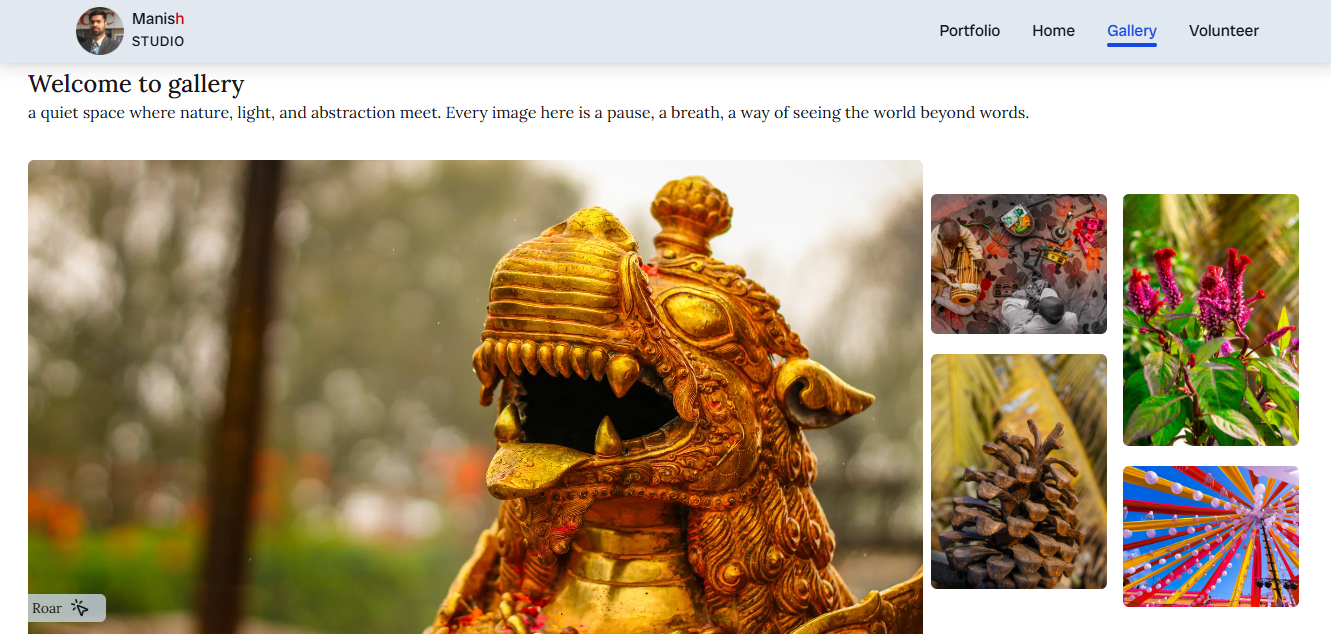 Manish
STUDIO
Portfolio Home Gallery Volunteer
Welcome to gallery
a quiet space where nature, light, and abstraction meet. Every image here is a pause, a breath, a way of seeing the world beyond words.
Roar